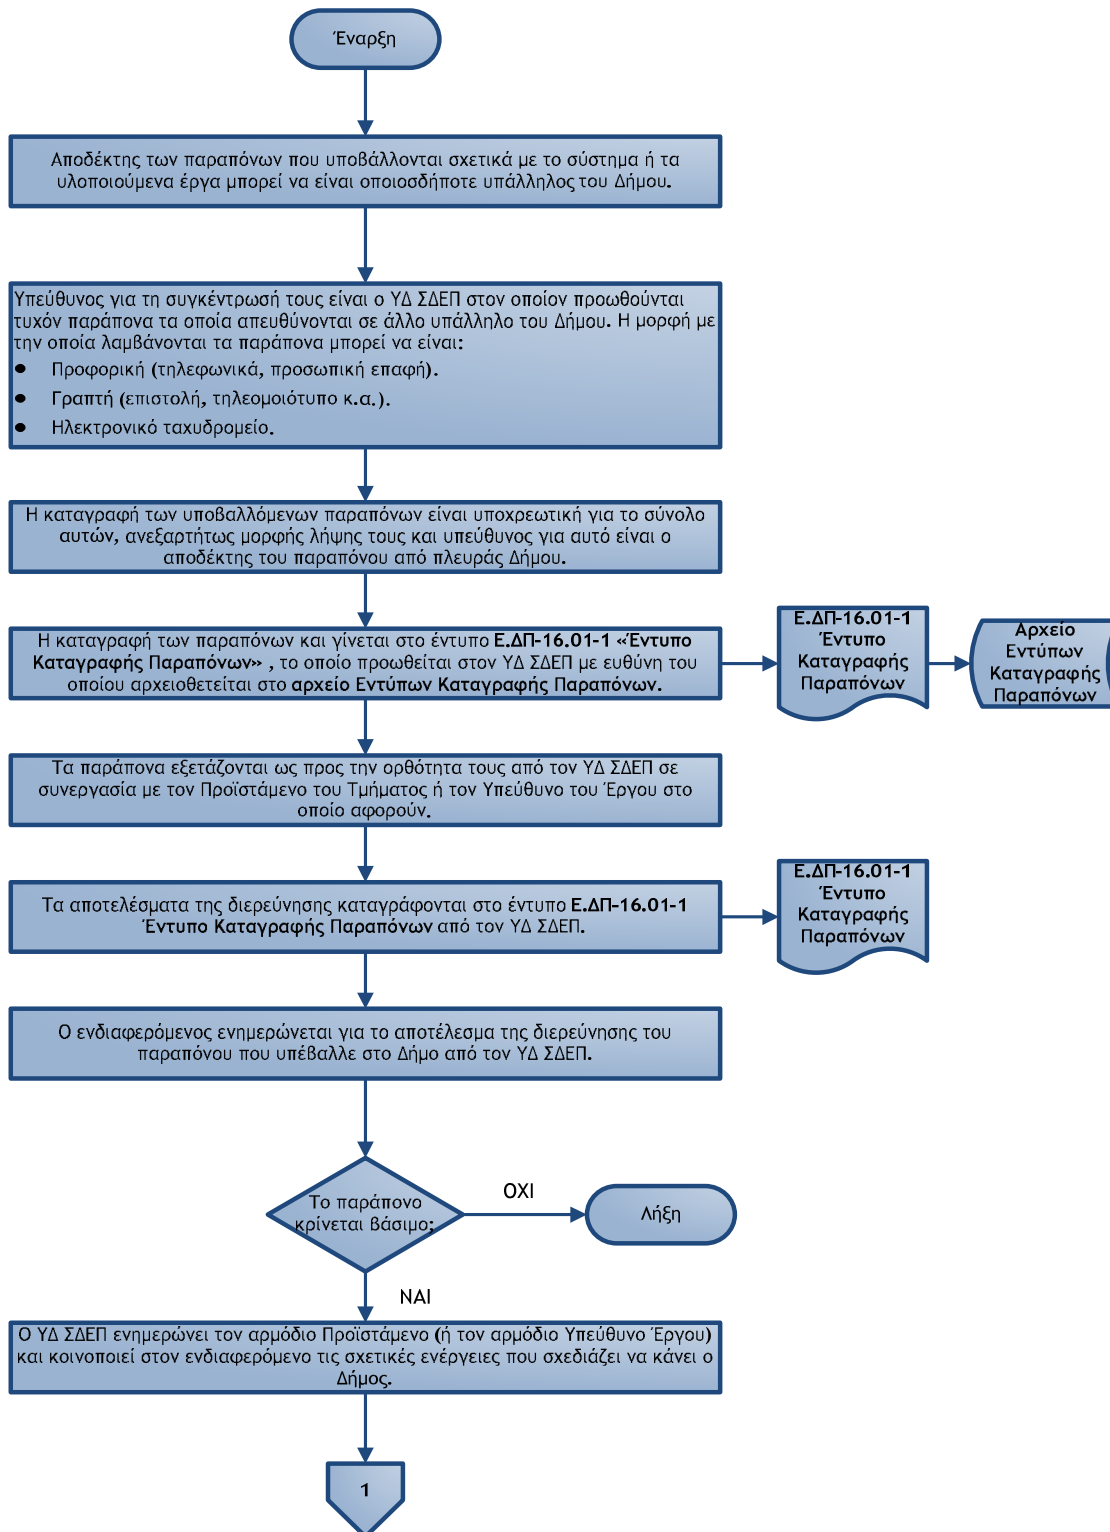 Έναρξη
Αποδέκτης των παραπόνων που υποβάλλονται σχετικά με το σύστημα ή τα
υλοποιούμενα έργα μπορεί να είναι οποιοσδήποτε υπάλληλος του Δήμου.
Υπεύθυνος για τη συγκέντρωσή τους είναι ο ΥΔ ΣΔΕΠ στον οποίον προωθούνται
τυχόν παράπονα τα οποία απευθύνονται σε άλλο υπάλληλο του Δήμου. Η μορφή με
την οποία λαμβάνονται τα παράπονα μπορεί να είναι:
● Προφορική (τηλεφωνικά, προσωπική επαφή).
● Γραπτή (επιστολή, τηλεομοιότυπο κ.α.).
● Ηλεκτρονικό ταχυδρομείο.
Η καταγραφή των υποβαλλόμενων παραπόνων είναι υποχρεωτική για το σύνολο
αυτών, ανεξαρτήτως μορφής λήψης τους και υπεύθυνος για αυτό είναι ο
αποδέκτης του παραπόνου από πλευράς Δήμου.
Η καταγραφή των παραπόνων και γίνεται στο έντυπο Ε.ΔΠ-16.01-1 «Έντυπο
Καταγραφής Παραπόνων» , το οποίο προωθείται στον ΥΔ ΣΔΕΠ με ευθύνη του
οποίου αρχειοθετείται στο αρχείο Εντύπων Καταγραφής Παραπόνων.
Ε.ΔΠ-16.01-1
Έντυπο
Καταγραφής
Παραπόνων
Αρχείο
Εντύπων
Καταγραφής
Παραπόνων
Τα παράπονα εξετάζονται ως προς την ορθότητα τους από τον ΥΔ ΣΔΕΠ σε
συνεργασία με τον Προϊστάμενο του Τμήματος ή τον Υπεύθυνο του Έργου στο
οποίο αφορούν.
Τα αποτελέσματα της διερεύνησης καταγράφονται στο έντυπο Ε.ΔΠ-16.01-1
Έντυπο Καταγραφής Παραπόνων από τον ΥΔ ΣΔΕΠ.
Ε.ΔΠ-16.01-1
Έντυπο
Καταγραφής
Παραπόνων
Ο ενδιαφερόμενος ενημερώνεται για το αποτέλεσμα της διερεύνησης του
παραπόνου που υπέβαλλε στο Δήμο από τον ΥΔ ΣΔΕΠ.
Το παράπονο
κρίνεται βάσιμο;
ΟΧΙ
Λήξη
ΝΑΙ
Ο ΥΔ ΣΔΕΠ ενημερώνει τον αρμόδιο Προϊστάμενο (ή τον αρμόδιο Υπεύθυνο Έργου)
και κοινοποιεί στον ενδιαφερόμενο τις σχετικές ενέργειες που σχεδιάζει να κάνει ο
Δήμος.
1